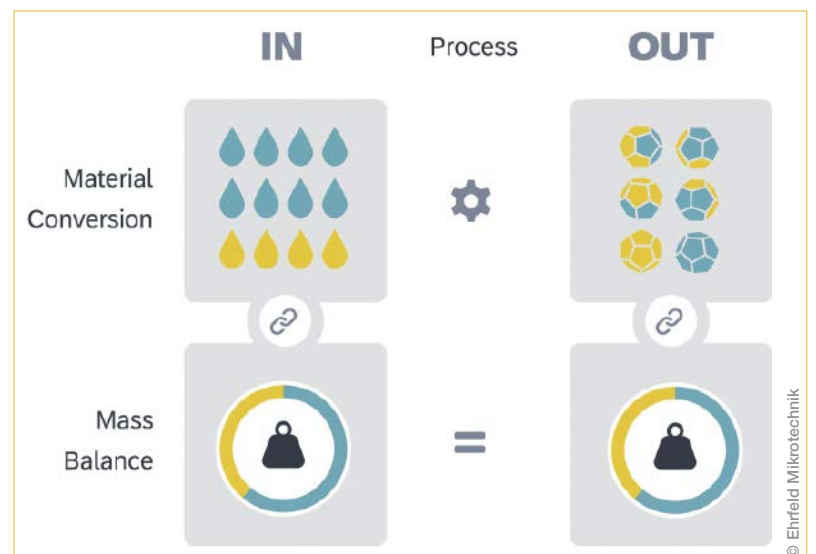 IN
Process
OUT
Material
Conversion
Mass
Balance
© Ehrfeld Mikrotechnik